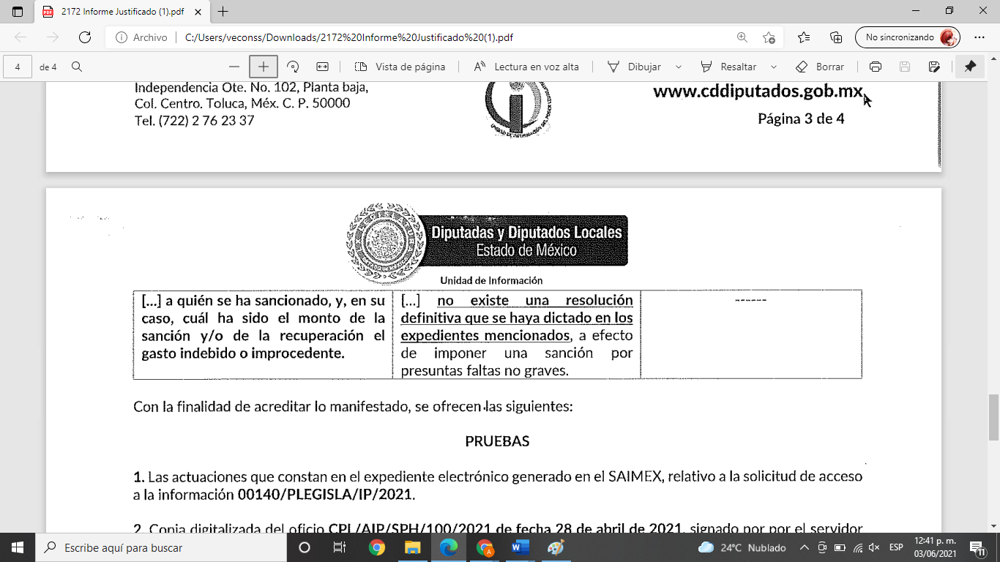 2172 Informe Justificado (1).pdf
Archivo
C:/Users/veconss/Downloads/2172%20Informe%20Justificado%20(1).pdf
No sincronizando
4
de 4
Vista de página
Lectura en voz alta
Dibujar
Resaltar
Borrar
Independencia Ote. No. 102, Planta baja,
Col. Centro. Toluca, Méx. C. P. 50000
Tel. (722) 2 76 23 37
www.cddiputados.gob.mx
Página 3 de 4
Diputadas y Diputados Locales
Estado de México
Unidad de Información
[...] a quién se ha sancionado, y, en su
caso, cuál ha sido el monto de la
sanción y/o de la recuperación el
gasto indebido o improcedente.
[...] no existe una resolución
definitiva que se haya dictado en los
expedientes mencionados, a efecto
de imponer una sanción por
presuntas faltas no graves.
------
Con la finalidad de acreditar lo manifestado, se ofrecen las siguientes:
PRUEBAS
1. Las actuaciones que constan en el expediente electrónico generado en el SAIMEX, relativo a la solicitud de acceso
a la información 00140/PLEGISLA/IP/2021.
2. Copia digitalizada del oficio CPL/AIP/SPH/100/2021 de fecha 28 de abril de 2021, signado por por el servidor
Escribe aquí para buscar
24°C Nublado
ESP
12:41 p. m.
03/06/2021
11